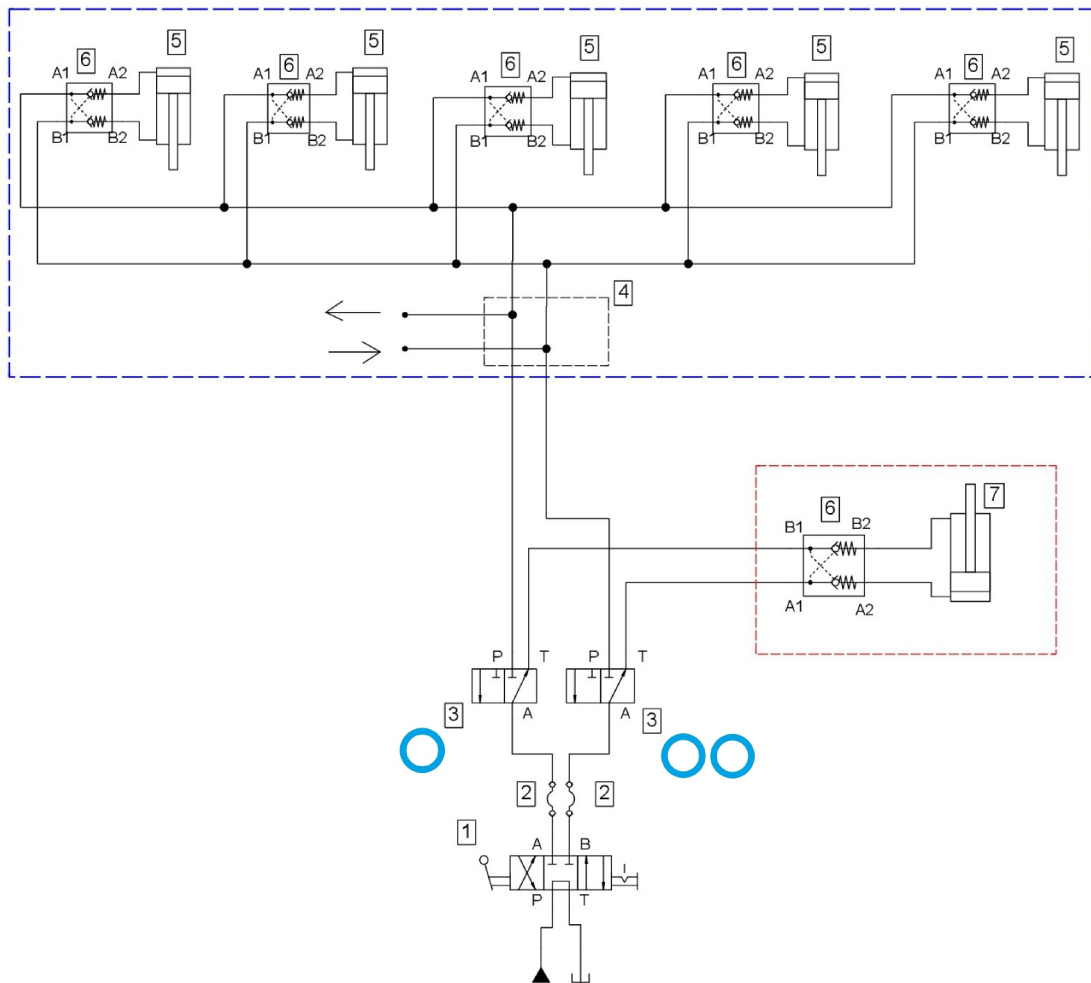 5 5 5 5 5
6 6 6 6 6
A1 A2 A1 A2 A1 A2 A1 A2 A1 A2
B1 B2 B1 B2 B1 B2 B1 B2 B1 B2
4
7
6
B1 B2
A1 A2
P T P T
3 A 3 A
2 2
1
A B
P T